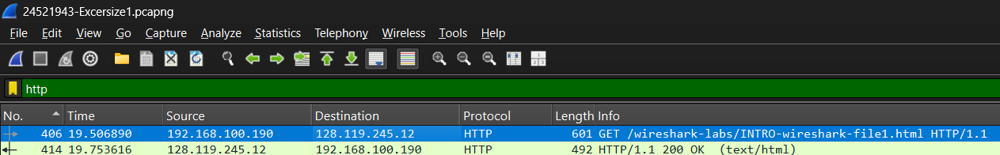 24521943-Excersize1.pcapng
File Edit View Go Capture Analyze Statistics Telephony Wireless Tools Help
http
No. Time Source Destination Protocol Length Info
406 19.506890 192.168.100.190 128.119.245.12 HTTP 601 GET /wireshark-labs/INTRO-wireshark-file1.html HTTP/1.1
414 19.753616 128.119.245.12 192.168.100.190 HTTP 492 HTTP/1.1 200 OK (text/html)